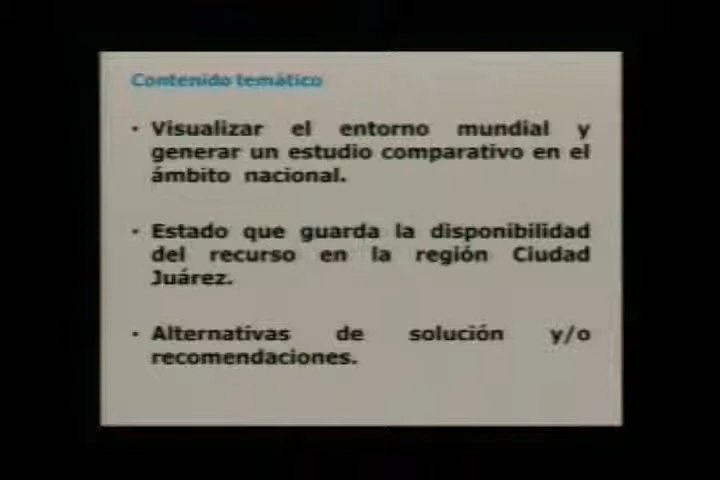 Contenido temático
• Visualizar el entorno mundial y
generar un estudio comparativo en el
ámbito nacional.
• Estado que guarda la disponibilidad
del recurso en la región Ciudad
Juárez.
• Alternativas de solución y/o
recomendaciones.